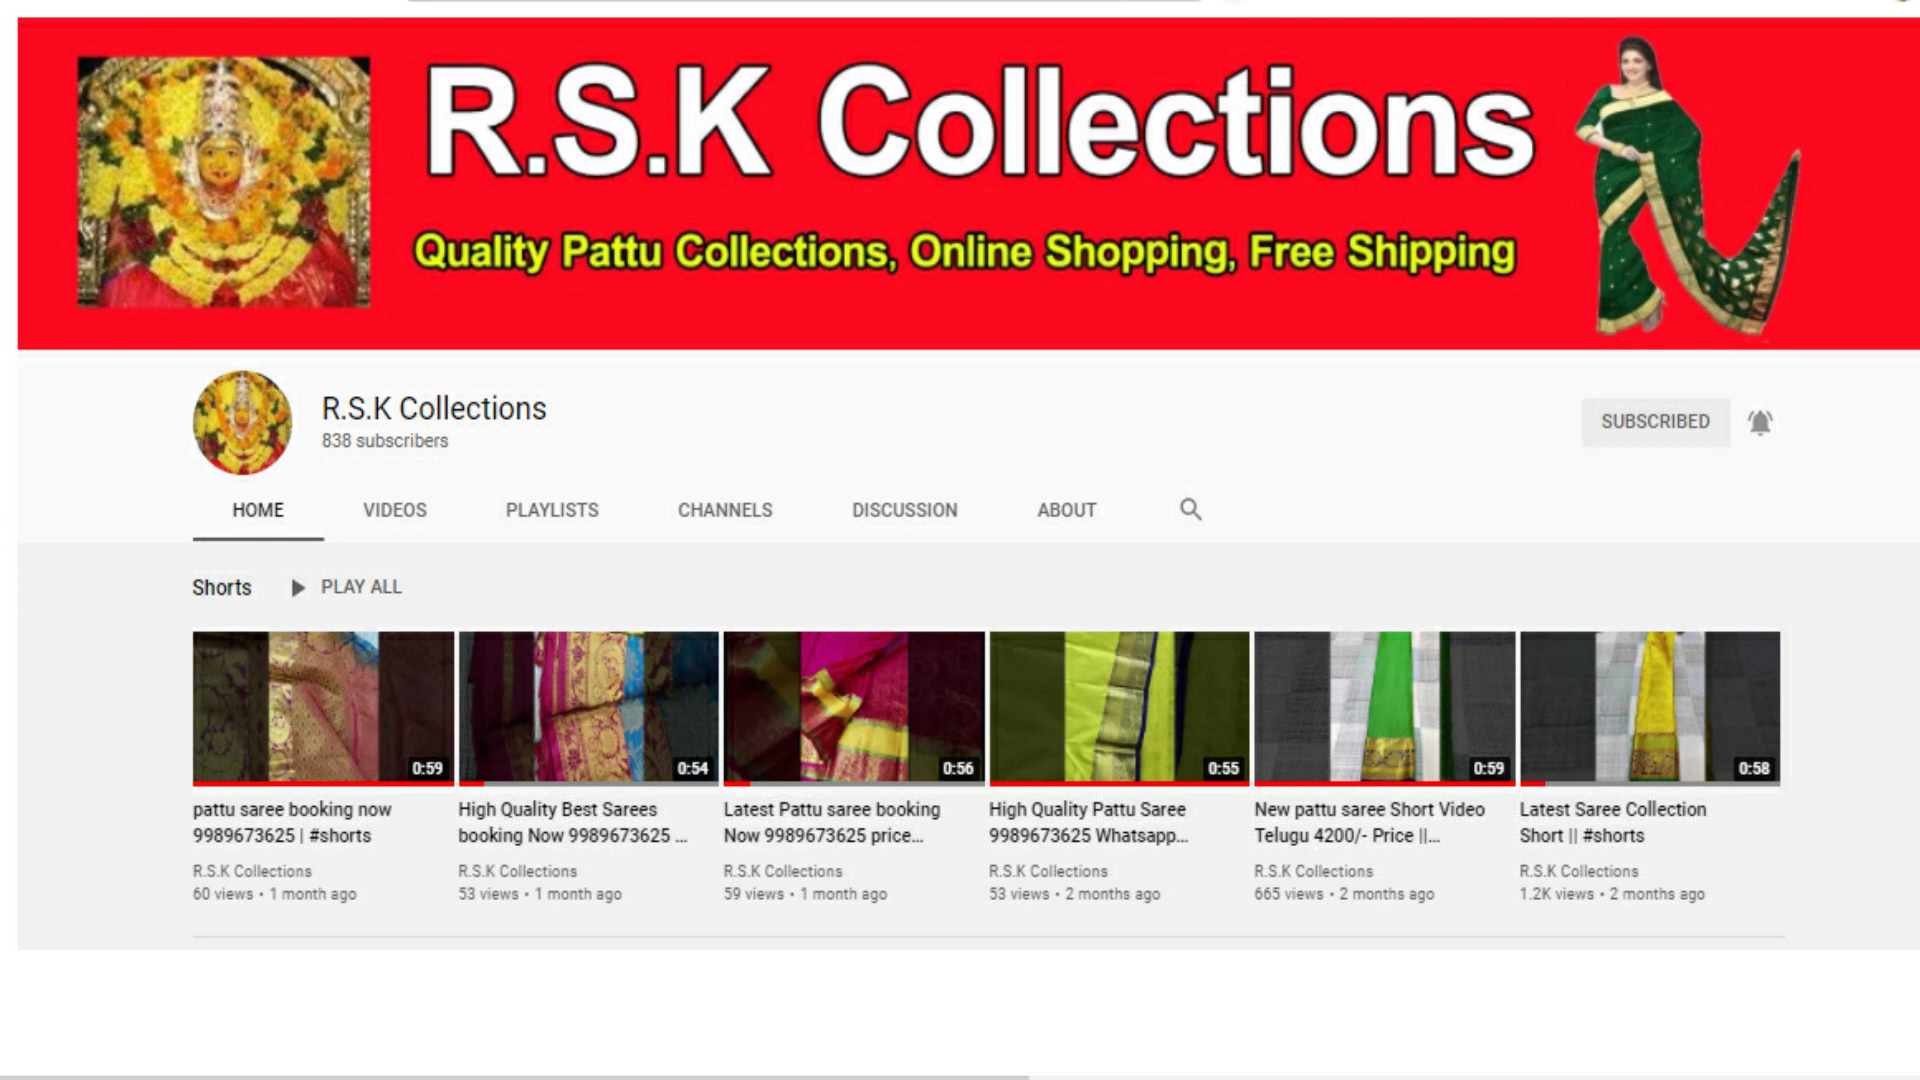 R.S.K Collections
Quality Pattu Collections, Online Shopping, Free Shipping
R.S.K Collections
838 subscribers
SUBSCRIBED
HOME VIDEOS PLAYLISTS CHANNELS DISCUSSION ABOUT
Shorts PLAY ALL
0:59 0:54 0:56 0:55 0:59 0:58
pattu saree booking now
9989673625 | #shorts
R.S.K Collections
60 views • 1 month ago
High Quality Best Sarees
booking Now 9989673625 ...
R.S.K Collections
53 views • 1 month ago
Latest Pattu saree booking
Now 9989673625 price...
R.S.K Collections
59 views • 1 month ago
High Quality Pattu Saree
9989673625 Whatsapp...
R.S.K Collections
53 views • 2 months ago
New pattu saree Short Video
Telugu 4200/- Price ||...
R.S.K Collections
665 views • 2 months ago
Latest Saree Collection
Short || #shorts
R.S.K Collections
1.2K views • 2 months ago